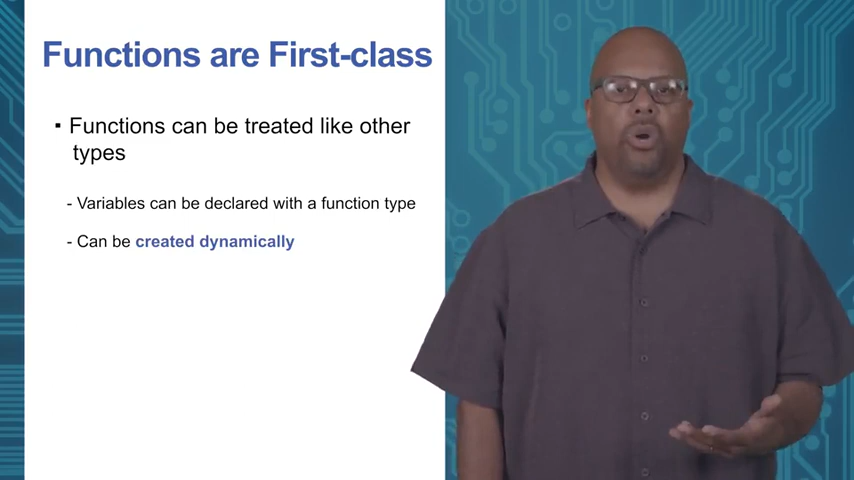 Functions are First-class
▪ Functions can be treated like other
types
- Variables can be declared with a function type
- Can be created dynamically